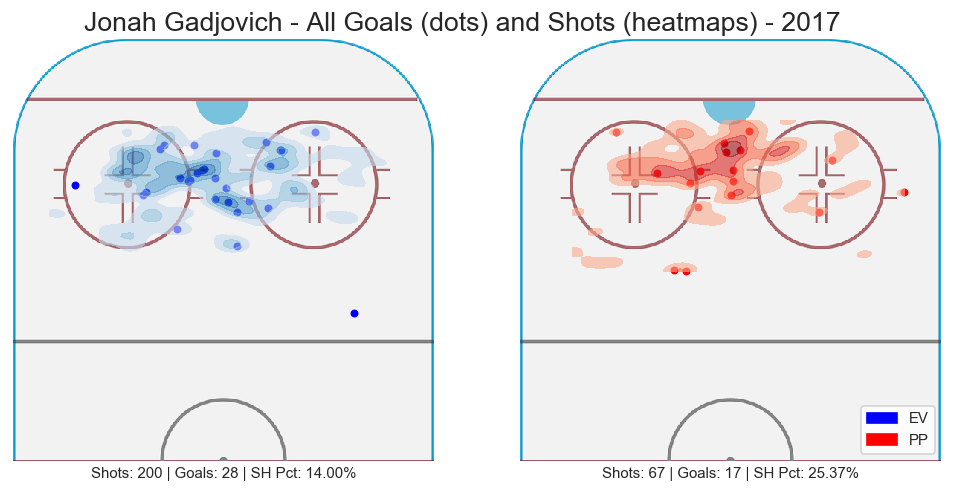 Jonah Gadjovich - All Goals (dots) and Shots (heatmaps) - 2017
EV
PP
Shots: 200 | Goals: 28 | SH Pct: 14.00%
Shots: 67 | Goals: 17 | SH Pct: 25.37%